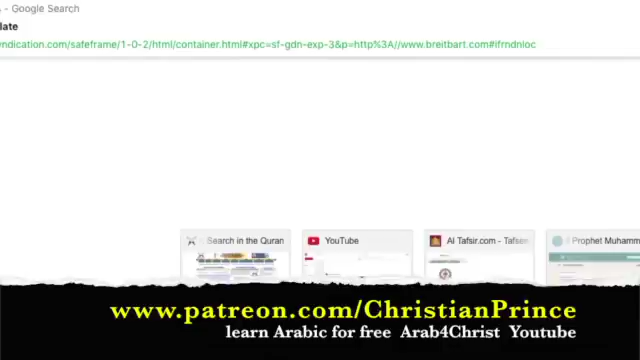 - Google Search
late
yndication.com/safeframe/1-0-2/html/container.html#xpc=sf-gdn-exp-3&p=http%3A//www.breitbart.com#ifrndnloc
Search in the Quran
YouTube
Al Tafsir.com - Tafsir
Prophet Muhamm
www.patreon.com/ChristianPrince
learn Arabic for free Arab4Christ Youtube